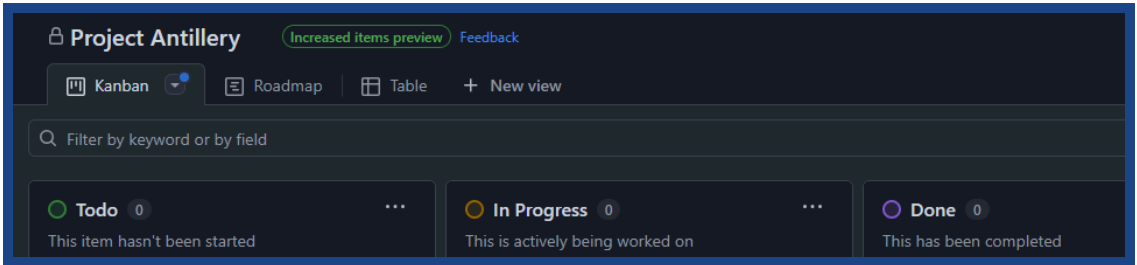 Project Antillery Increased items preview Feedback
Kanban Roadmap Table + New view
Filter by keyword or by field
Todo 0 ... In Progress 0 ... Done 0
This item hasn't been started This is actively being worked on This has been completed